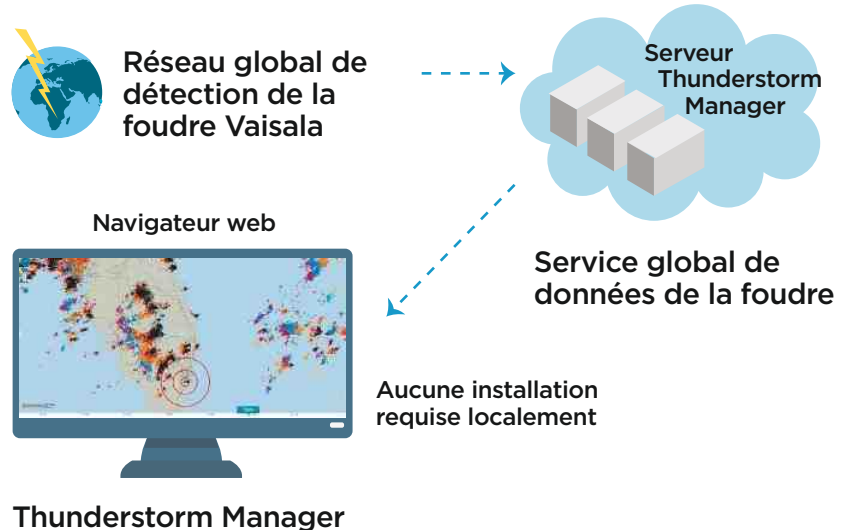 Réseau global de
détection de la
foudre Vaisala
Serveur
Thunderstorm
Manager
Service global de
données de la foudre
Navigateur web
Aucune installation
requise localement
Thunderstorm Manager